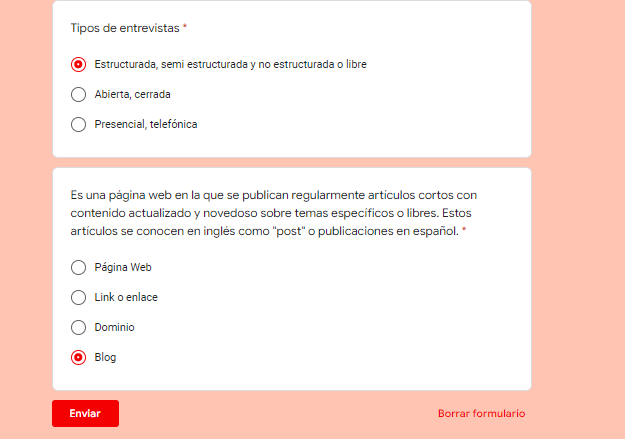 Tipos de entrevistas *
Estructurada, semi estructurada y no estructurada o libre
Abierta, cerrada
Presencial, telefónica
Es una página web en la que se publican regularmente artículos cortos con
contenido actualizado y novedoso sobre temas específicos o libres. Estos
artículos se conocen en inglés como "post" o publicaciones en español. *
Página Web
Link o enlace
Dominio
Blog
Enviar
Borrar formulario